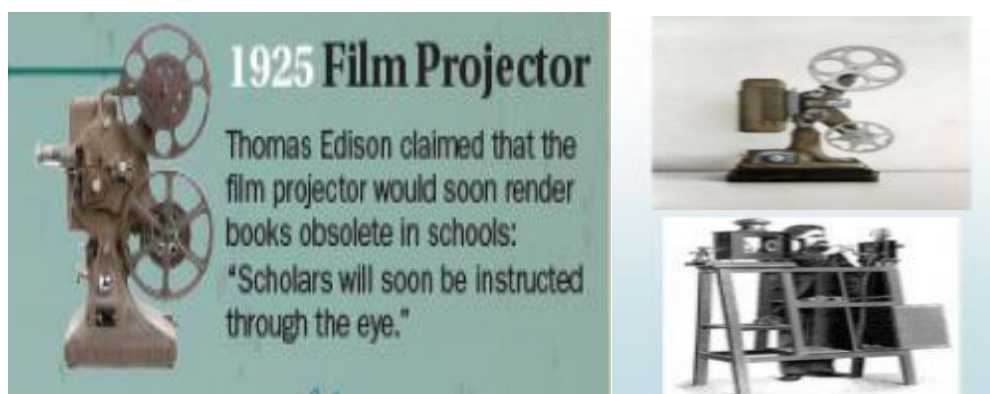 1925 Film Projector
Thomas Edison claimed that the
film projector would soon render
books obsolete in schools:
“Scholars will soon be instructed
through the eye.”